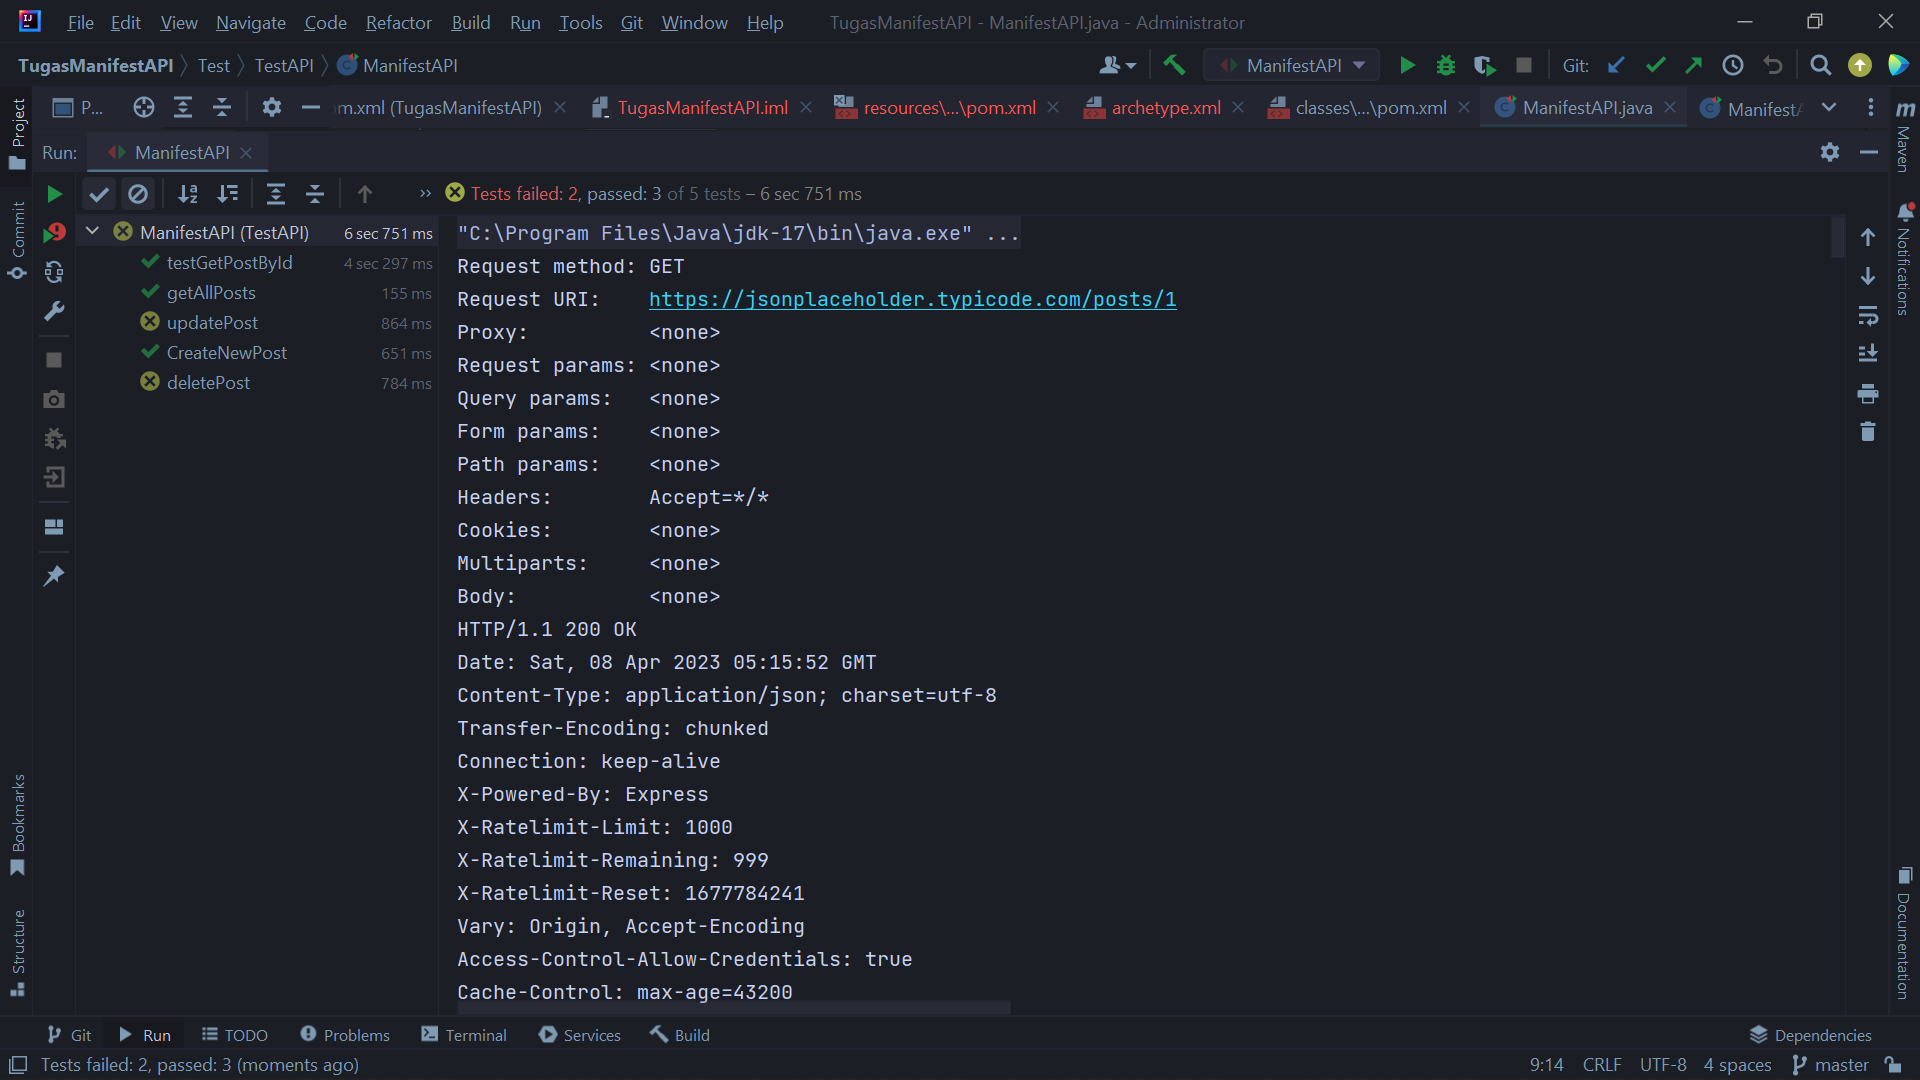 File Edit View Navigate Code Refactor Build Run Tools Git Window Help TugasManifestAPI - ManifestAPI.java - Administrator
TugasManifestAPI Test TestAPI ManifestAPI ManifestAPI Git:
P... m.xml (TugasManifestAPI) TugasManifestAPI.iml resources\...\pom.xml archetype.xml classes\...\pom.xml ManifestAPI.java ManifestA
Run: ManifestAPI
Tests failed: 2, passed: 3 of 5 tests – 6 sec 751 ms
ManifestAPI (TestAPI) 6 sec 751 ms
testGetPostById 4 sec 297 ms
getAllPosts 155 ms
updatePost 864 ms
CreateNewPost 651 ms
deletePost 784 ms
"C:\Program Files\Java\jdk-17\bin\java.exe" ...
Request method: GET
Request URI: https://jsonplaceholder.typicode.com/posts/1
Proxy: <none>
Request params: <none>
Query params: <none>
Form params: <none>
Path params: <none>
Headers: Accept=*/*
Cookies: <none>
Multiparts: <none>
Body: <none>
HTTP/1.1 200 OK
Date: Sat, 08 Apr 2023 05:15:52 GMT
Content-Type: application/json; charset=utf-8
Transfer-Encoding: chunked
Connection: keep-alive
X-Powered-By: Express
X-Ratelimit-Limit: 1000
X-Ratelimit-Remaining: 999
X-Ratelimit-Reset: 1677784241
Vary: Origin, Accept-Encoding
Access-Control-Allow-Credentials: true
Cache-Control: max-age=43200
Project
Commit
Bookmarks
Structure
m Maven
Notifications
Documentation
Git Run TODO Problems Terminal Services Build Dependencies
Tests failed: 2, passed: 3 (moments ago) 9:14 CRLF UTF-8 4 spaces master